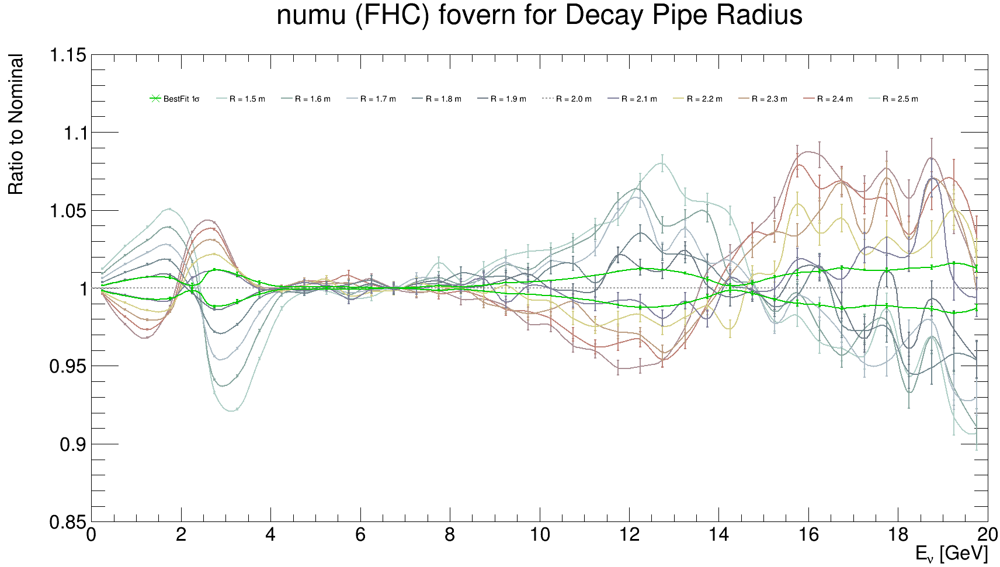 numu (FHC) fovern for Decay Pipe Radius
Ratio to Nominal
1.15
1.1
1.05
1
0.95
0.9
0.85
BestFit 1σ R = 1.5 m R = 1.6 m R = 1.7 m R = 1.8 m R = 1.9 m R = 2.0 m R = 2.1 m R = 2.2 m R = 2.3 m R = 2.4 m R = 2.5 m
0 2 4 6 8 10 12 14 16 18 20
Eν [GeV]